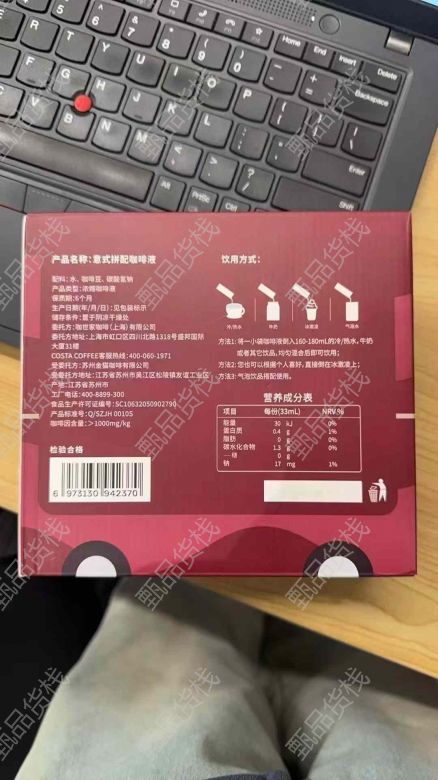 产品名称：意式拼配咖啡液
配料：水、咖啡豆、碳酸氢钠
产品类型：浓缩咖啡液
保质期：6个月
生产日期（年/月/日）：见包装标示
储存条件：置于阴凉干燥处
委托方：咖世家咖啡（上海）有限公司
委托方地址：上海市虹口区四川北路1318号盛邦国际
大厦31楼
COSTA COFFEE客服热线：400-060-1971
受委托方：苏州金猫咖啡有限公司
受委托方地址：江苏省苏州市吴江区松陵镇友谊工业区
产地：江苏省苏州市
工厂电话：400-8899-300
食品生产许可证编号：SC10632050902790
产品标准号：Q/SZJH 0010S
咖啡因含量：＞1000mg/kg
检验合格
6 973130 942370
饮用方式：
冷/热水 牛奶 冰激凌 气泡水
方法1：将一小袋咖啡液倒入160-180mL的冷/热水，牛奶
或者其它饮品，均匀混合后即可饮用；
方法2：您也可以根据个人喜好，直接倒在冰激凌上；
方法3：气泡饮品搭配使用。
营养成分表
项目 每份(33mL) NRV%
能量 30 kJ 0%
蛋白质 0.4 g 1%
脂肪 0 g 0%
碳水化合物 1.3 g 0%
—糖 0 g
钠 17 mg 1%
甄品货栈